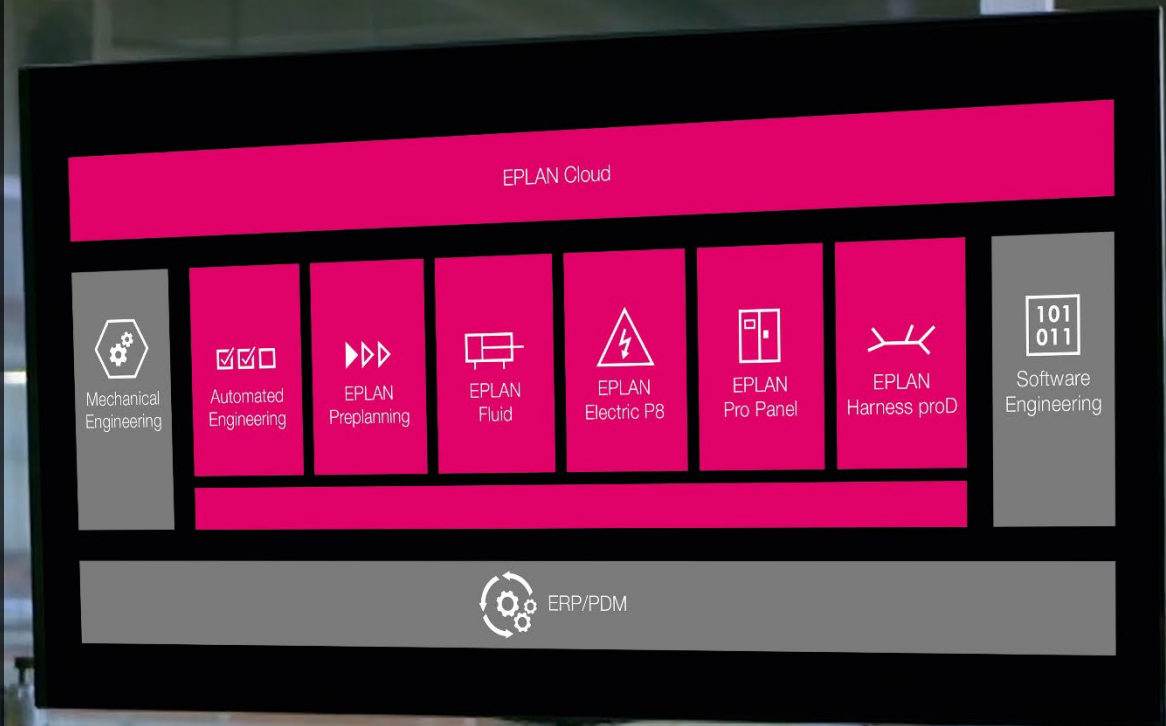 EPLAN Cloud
Mechanical
Engineering
Automated
Engineering
EPLAN
Preplanning
EPLAN
Fluid
EPLAN
Electric P8
EPLAN
Pro Panel
EPLAN
Harness proD
101
011
Software
Engineering
ERP/PDM